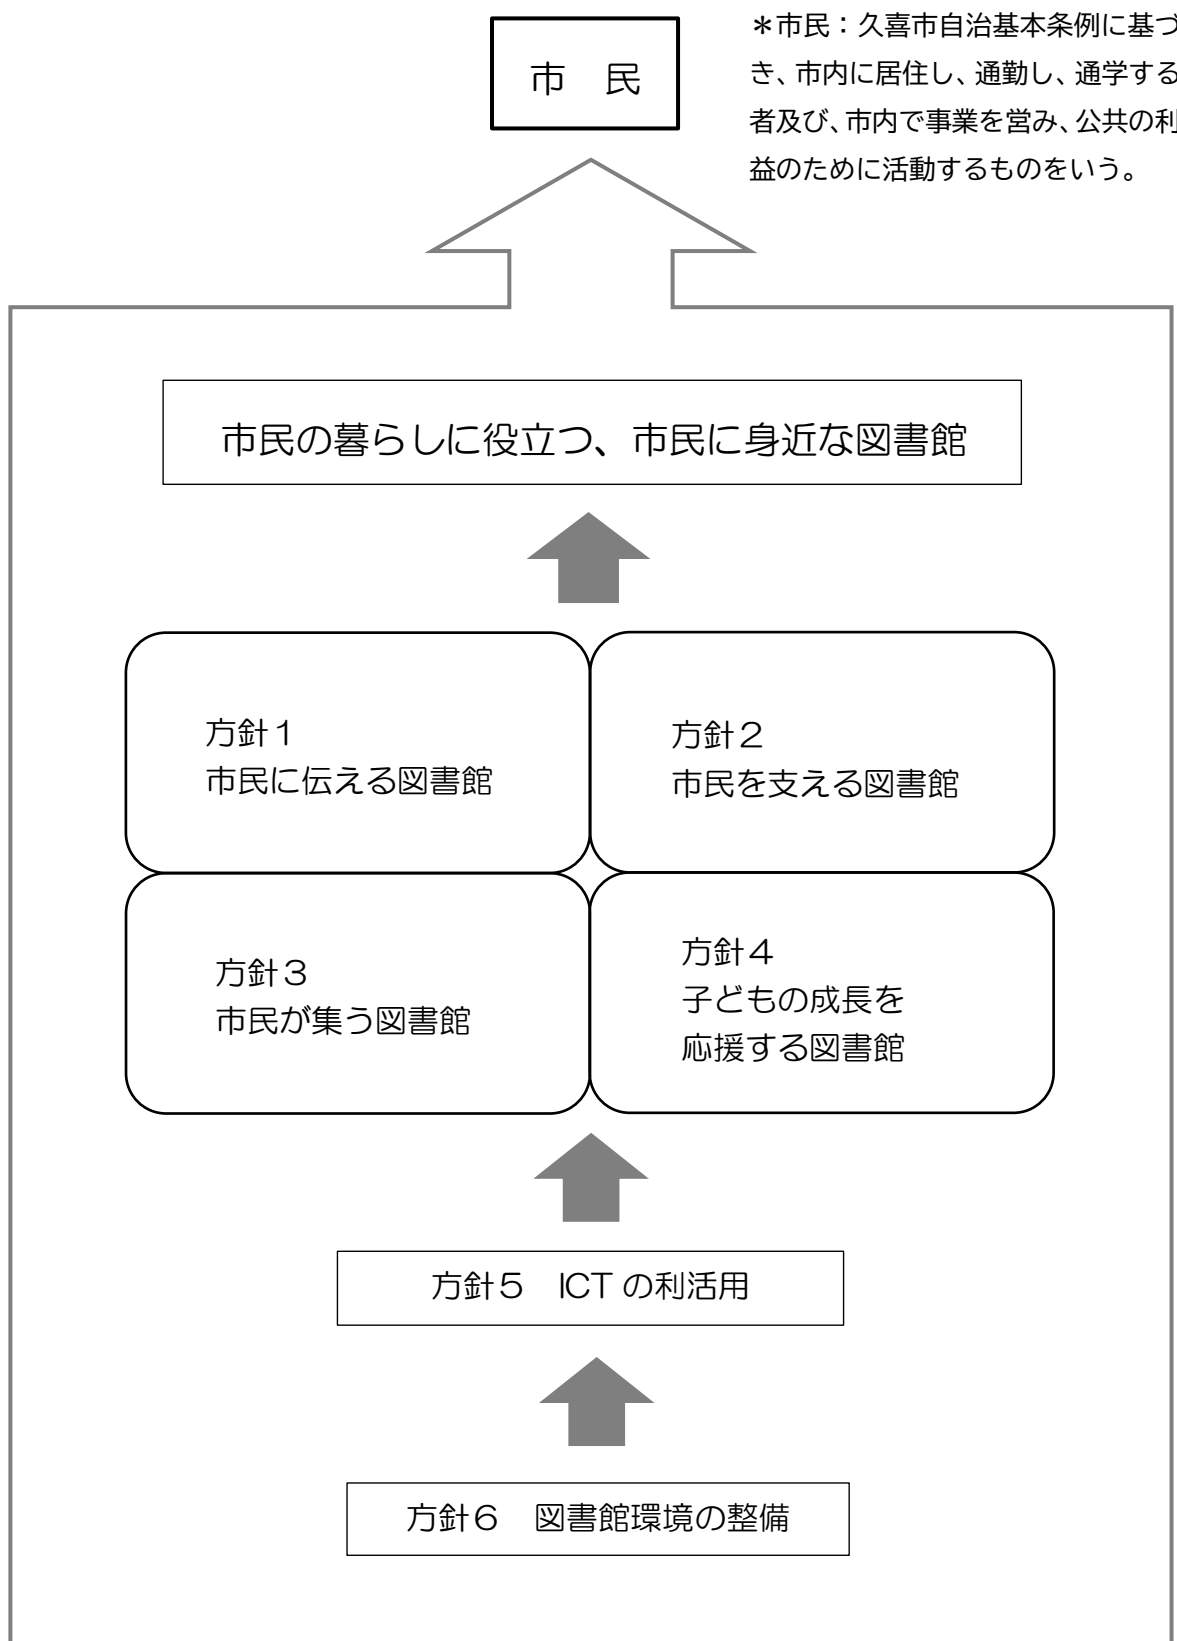 市　民
＊市民：久喜市自治基本条例に基づ
き、市内に居住し、通勤し、通学する
者及び、市内で事業を営み、公共の利
益のために活動するものをいう。
市民の暮らしに役立つ、市民に身近な図書館
方針１
市民に伝える図書館
方針２
市民を支える図書館
方針３
市民が集う図書館
方針４
子どもの成長を
応援する図書館
方針５　ICT の利活用
方針６　図書館環境の整備